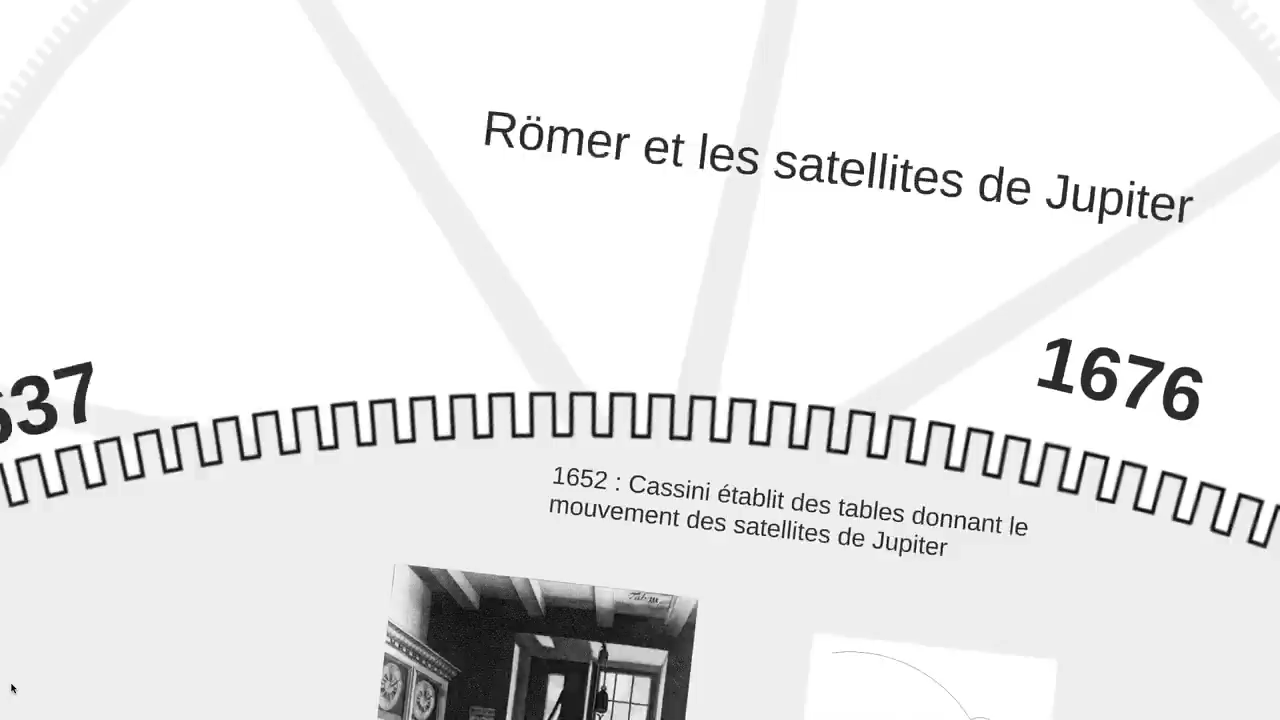 Römer et les satellites de Jupiter
637
1676
1652 : Cassini établit des tables donnant le
mouvement des satellites de Jupiter